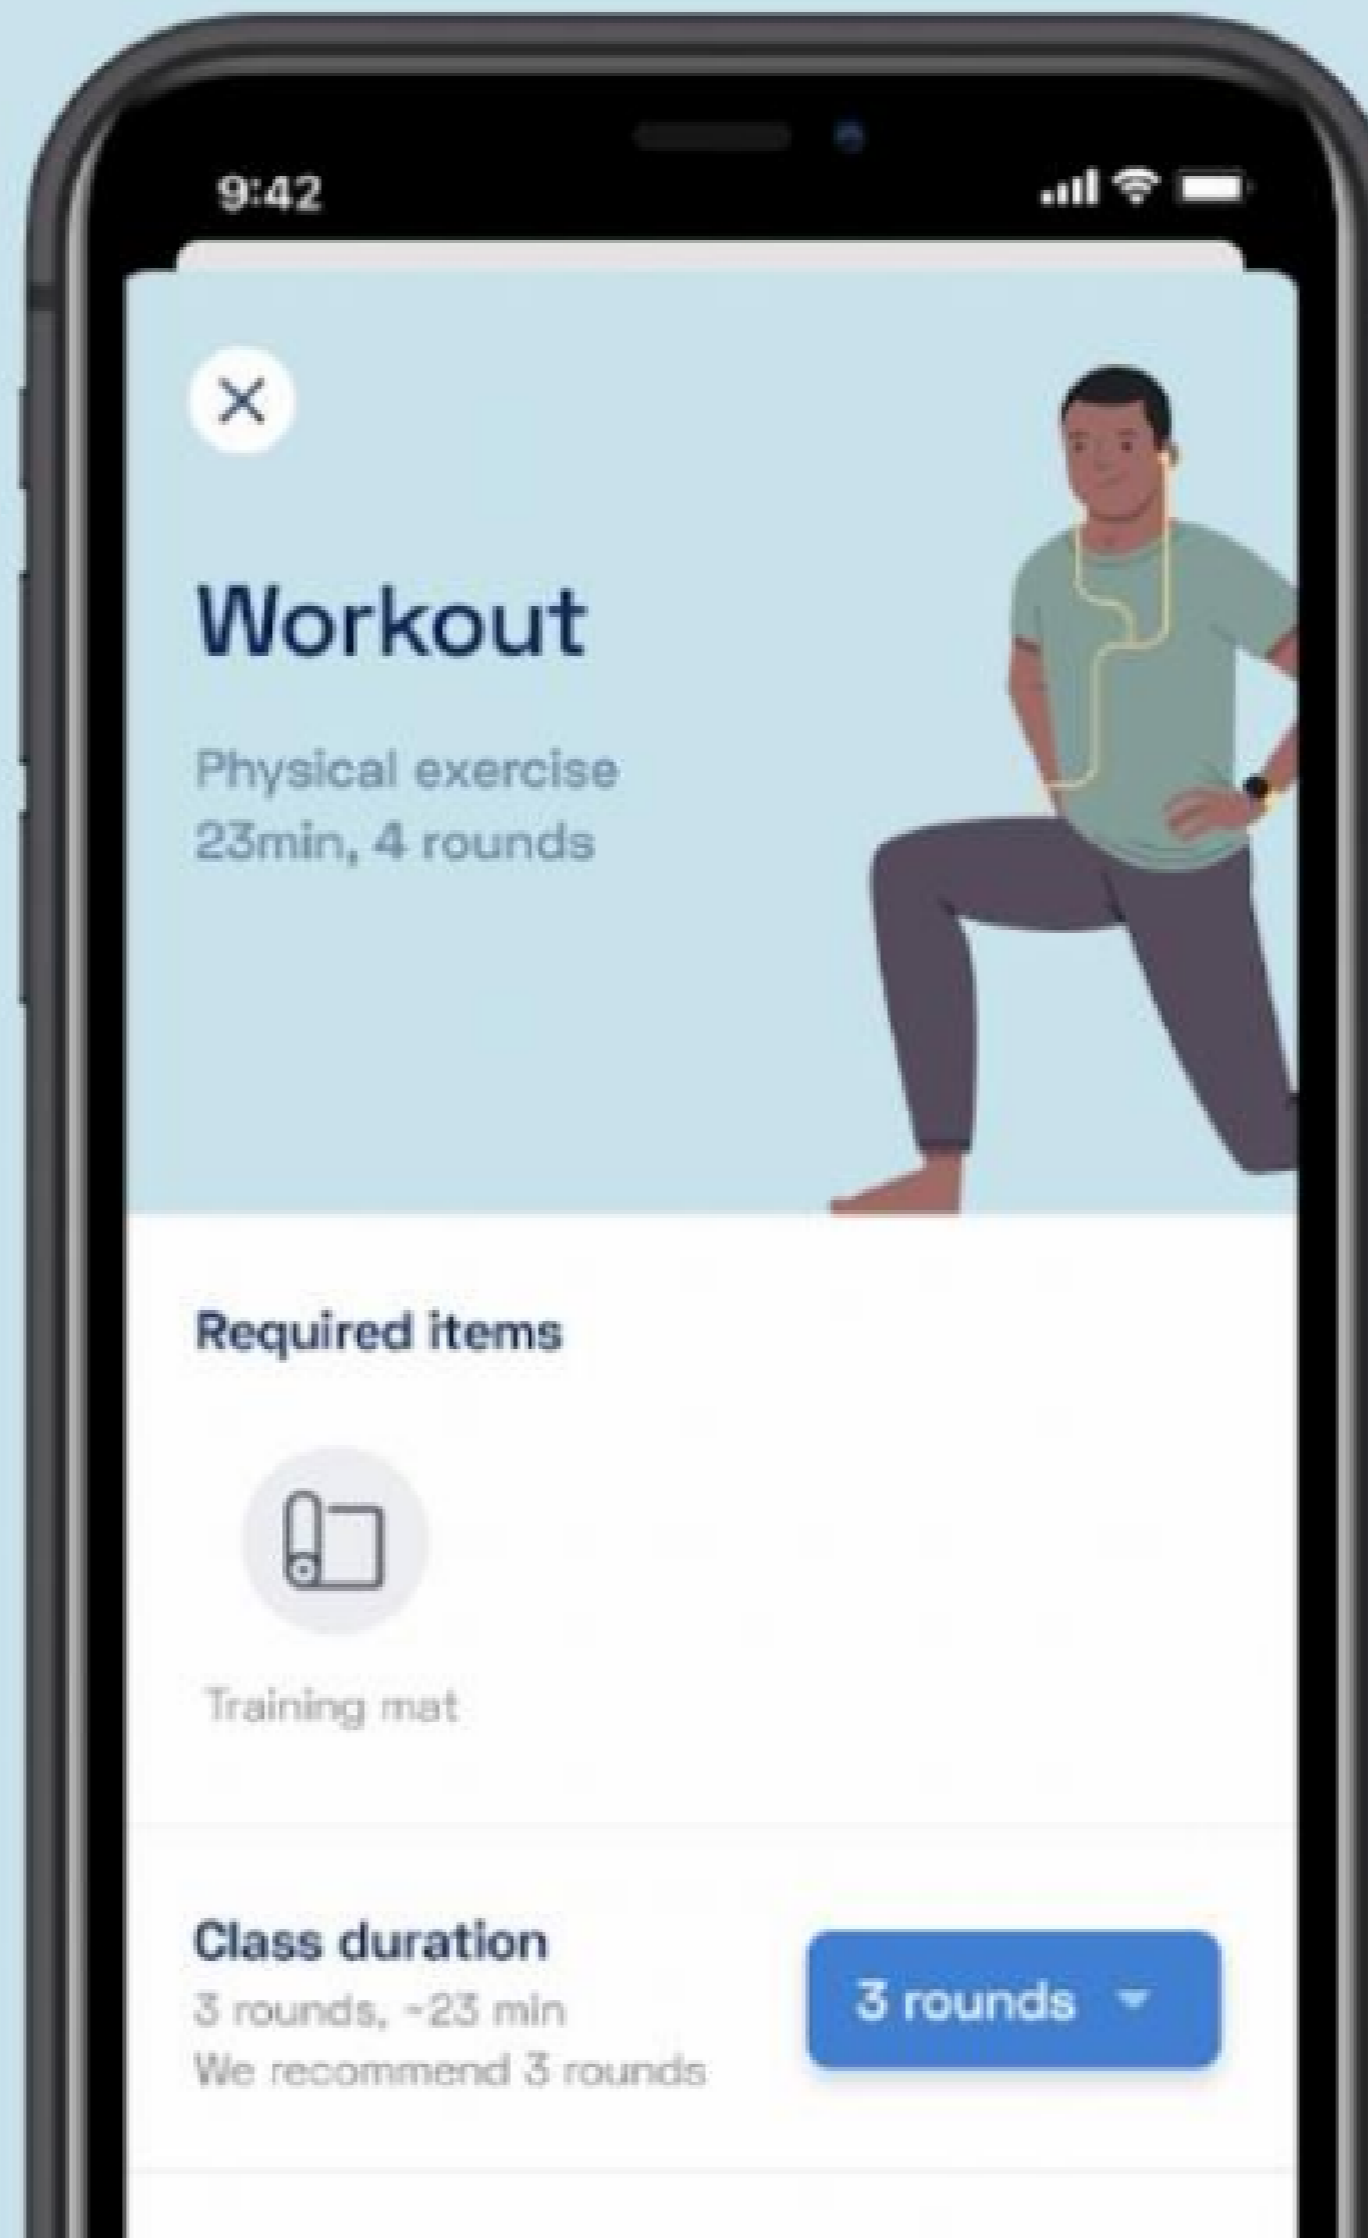 9:42
Workout
Physical exercise
23min, 4 rounds
Required items
Training mat
Class duration
3 rounds, ~23 min
We recommend 3 rounds
3 rounds